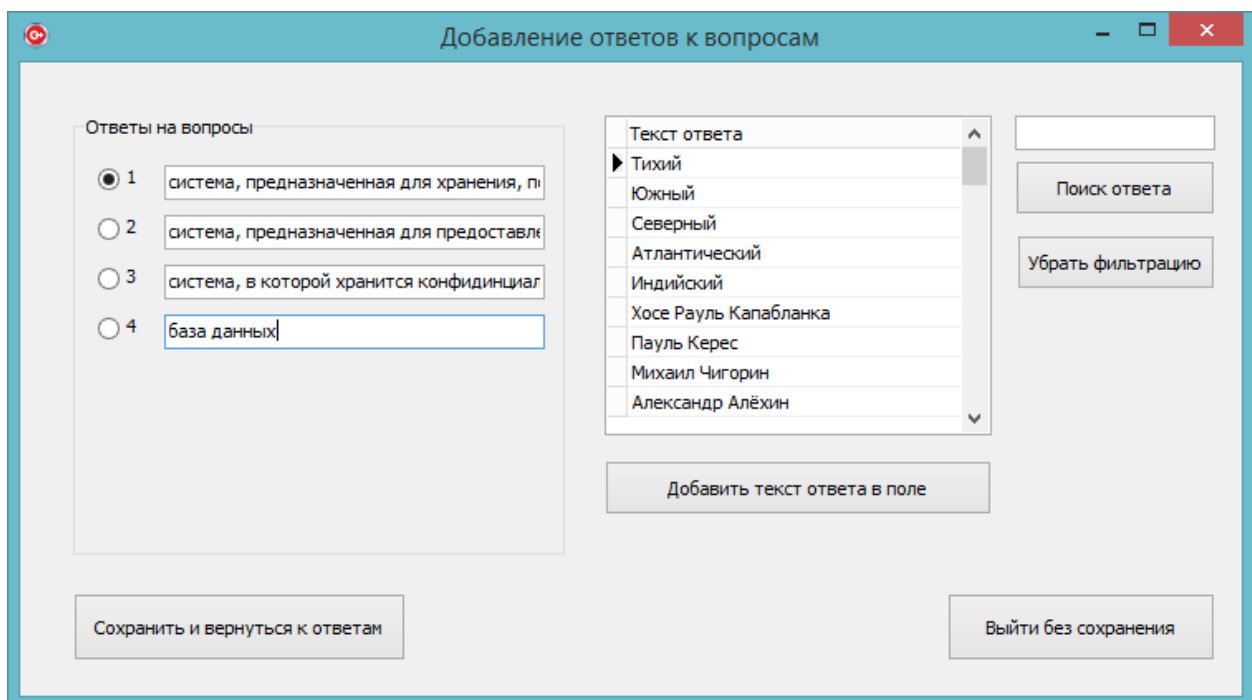 Добавление ответов к вопросам
Ответы на вопросы
1
система, предназначенная для хранения,
2
система, предназначенная для
3
система, в которой хранится
4
база данных
Текст ответа
Тихий
Южный
Северный
Атлантический
Индийский
Хосе Рауль Капабланка
Пауль Керес
Михаил Чигорин
Александр Алёхин
Добавить текст ответа в поле
Поиск ответа
Убрать фильтрацию
Сохранить и вернуться к ответам
Выйти без сохранения